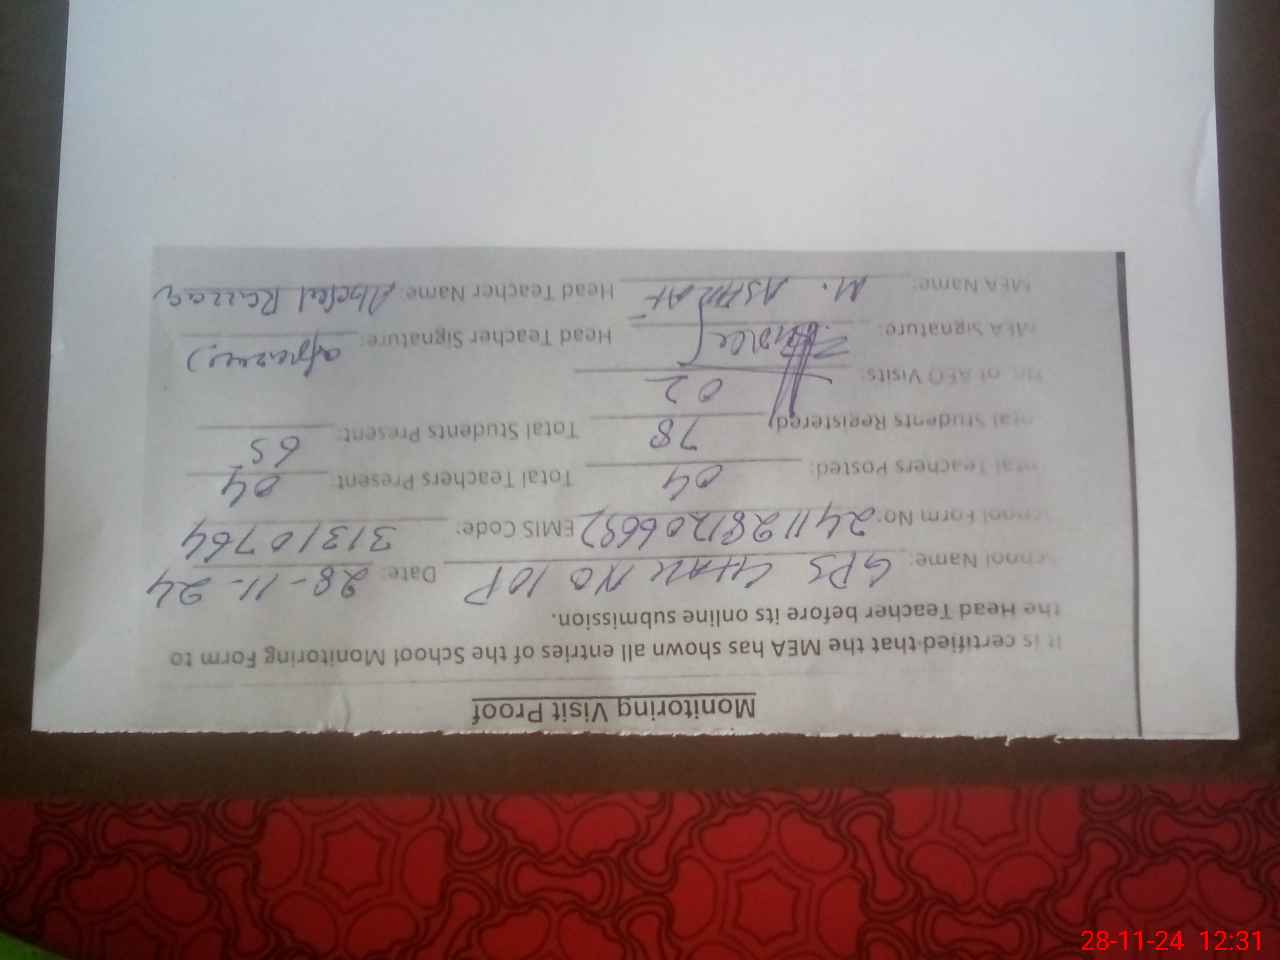 Monitoring Visit Proof
It is certified that the MEA has shown all entries of the School Monitoring Form to
the Head Teacher before its online submission.
School Name: GPS CHAK NO 10P Date: 28-11-24
School Form No: 2411281206652 EMIS Code: 31310764
Total Teachers Posted: 04 Total Teachers Present: 04
Total Students Registered: 78 Total Students Present: 65
No. of AEO Visits: 02
MEA Signature: Head Teacher Signature:
MEA Name: M. ASHRAF Head Teacher Name: Abdul Razzaq
28-11-24 12:31